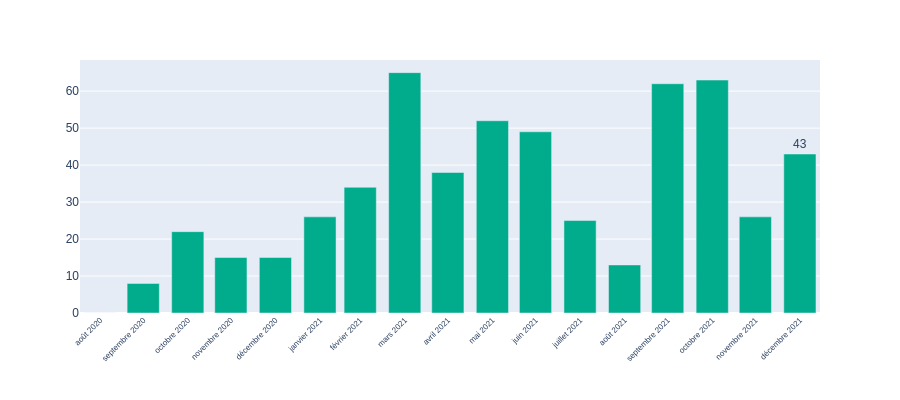 60
50
40
30
20
10
0
43
août 2020
septembre 2020
octobre 2020
novembre 2020
décembre 2020
janvier 2021
février 2021
mars 2021
avril 2021
mai 2021
juin 2021
juillet 2021
août 2021
septembre 2021
octobre 2021
novembre 2021
décembre 2021